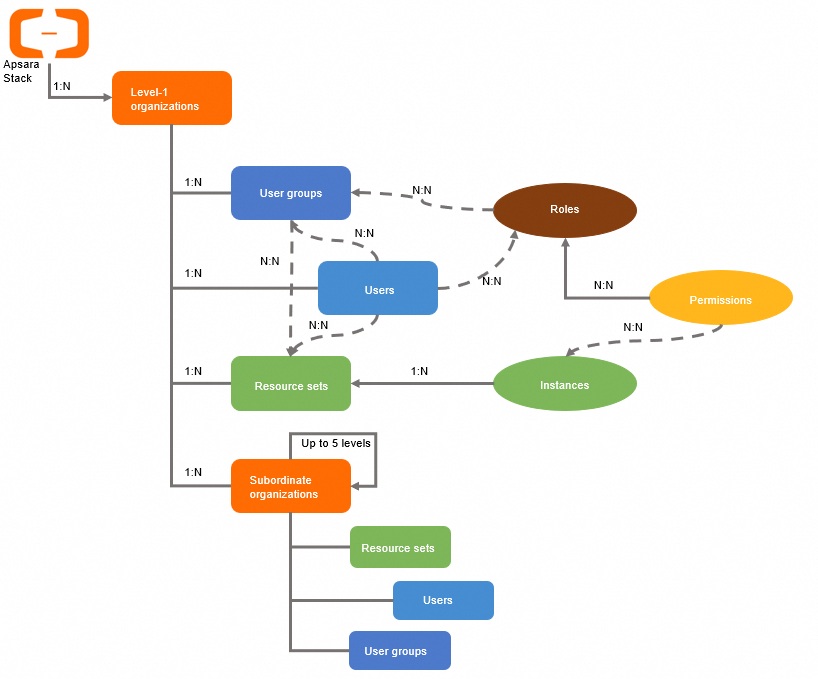 Apsara
Stack
1:N
Level-1
organizations
1:N
User groups
N:N
Roles
N:N
N:N
1:N
Users
N:N
N:N
Permissions
N:N
N:N
1:N
Resource sets
1:N
Instances
Up to 5 levels
1:N
Subordinate
organizations
Resource sets
Users
User groups